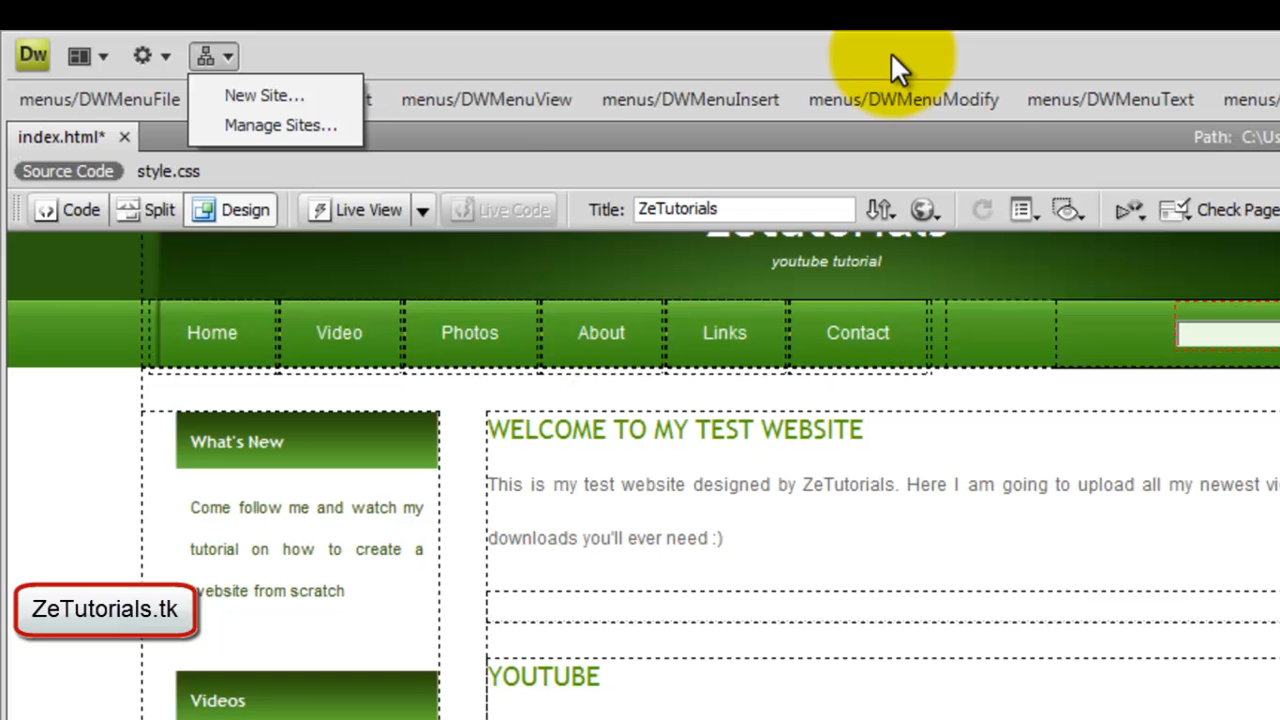 Dw
New Site...
Manage Sites...
menus/DWMenuFile
t
menus/DWMenuView
menus/DWMenuInsert
menus/DWMenuModify
menus/DWMenuText
menus/
index.html*
Path: C:\Us
Source Code
style.css
Code
Split
Design
Live View
Live Code
Title:
ZeTutorials
Check Page
youtube tutorial
Home
Video
Photos
About
Links
Contact
What's New
Come follow me and watch my
tutorial on how to create a
website from scratch
Videos
WELCOME TO MY TEST WEBSITE
This is my test website designed by ZeTutorials. Here I am going to upload all my newest vi
downloads you'll ever need :)
YOUTUBE
ZeTutorials.tk